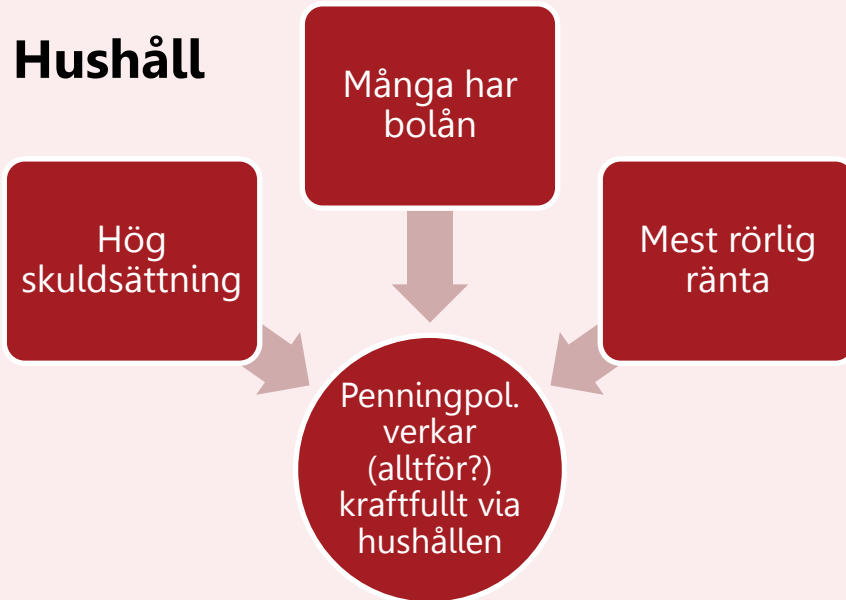 Hushåll
Många har
bolån
Hög
skuldsättning
Mest rörlig
ränta
Penningpol.
verkar
(alltför?)
kraftfullt via
hushållen